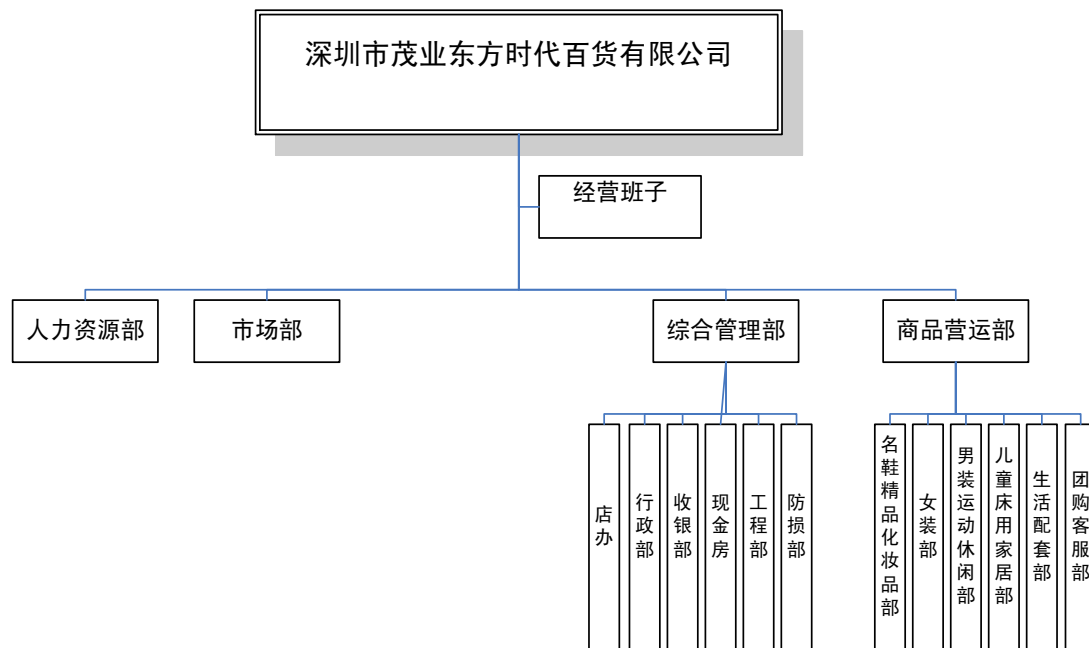 深圳市茂业东方时代百货有限公司
经营班子
人力资源部
市场部
综合管理部
商品营运部
店办
行政部
收银部
现金房
工程部
防损部
名鞋精品化妆品部
女装部
男装运动休闲部
儿童床用家居部
生活配套部
团购客服部